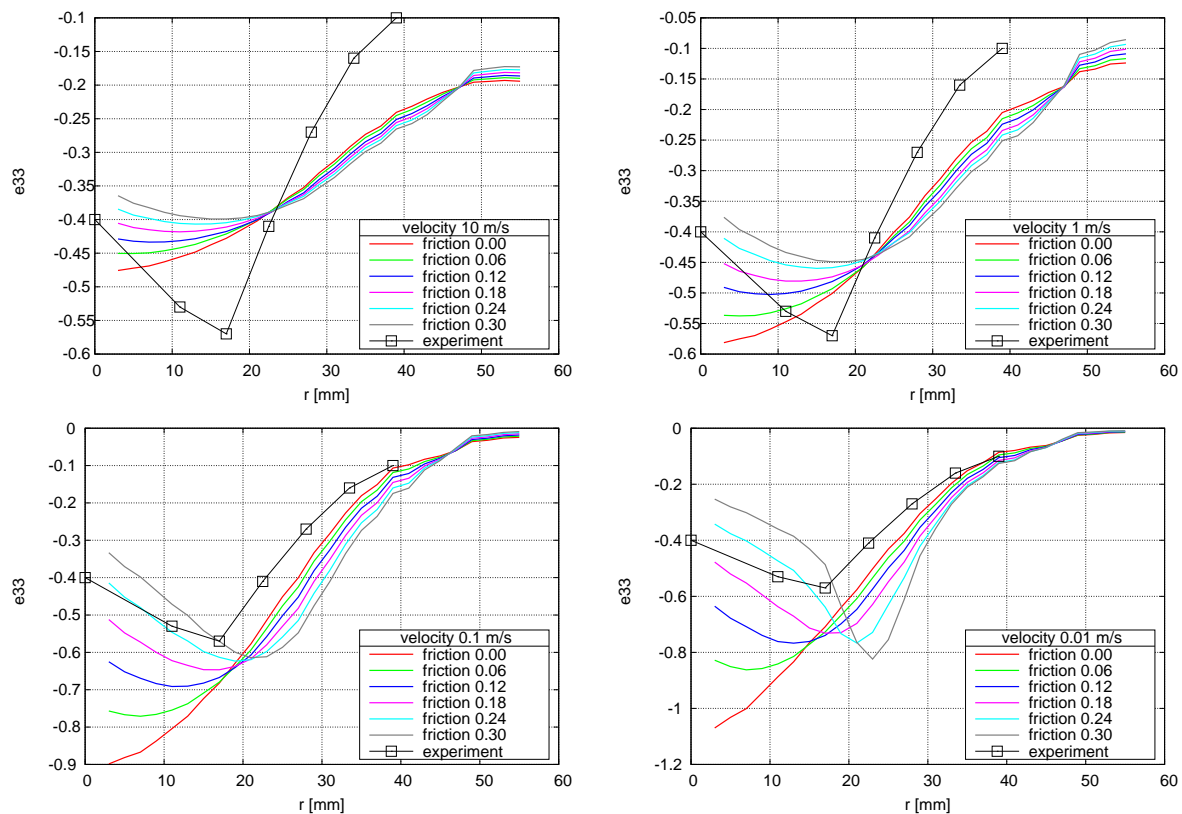 -0.1
-0.15
-0.2
-0.25
-0.3
-0.35
-0.4
-0.45
-0.5
-0.55
-0.6
0 10 20 30 40 50 60
e33
r [mm]
velocity 10 m/s
friction 0.00
friction 0.06
friction 0.12
friction 0.18
friction 0.24
friction 0.30
experiment
-0.05
-0.1
-0.15
-0.2
-0.25
-0.3
-0.35
-0.4
-0.45
-0.5
-0.55
-0.6
0 10 20 30 40 50 60
e33
r [mm]
velocity 1 m/s
friction 0.00
friction 0.06
friction 0.12
friction 0.18
friction 0.24
friction 0.30
experiment
0
-0.1
-0.2
-0.3
-0.4
-0.5
-0.6
-0.7
-0.8
-0.9
0 10 20 30 40 50 60
e33
r [mm]
velocity 0.1 m/s
friction 0.00
friction 0.06
friction 0.12
friction 0.18
friction 0.24
friction 0.30
experiment
0
-0.2
-0.4
-0.6
-0.8
-1
-1.2
0 10 20 30 40 50 60
e33
r [mm]
velocity 0.01 m/s
friction 0.00
friction 0.06
friction 0.12
friction 0.18
friction 0.24
friction 0.30
experiment